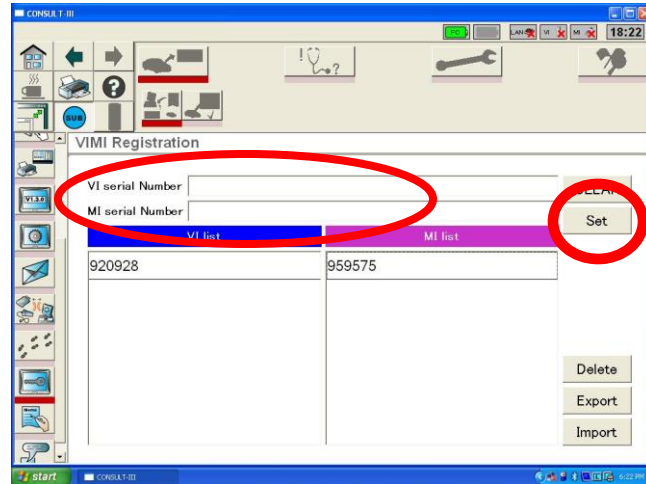 CONSULT-III
PC LAN VI MI 18:22
?
?
SUB
VIMI Registration
VI serial Number
MI serial Number
Set
VI list MI list
920928 959575
Delete
Export
Import
start CONSULT-III 6:22 PM